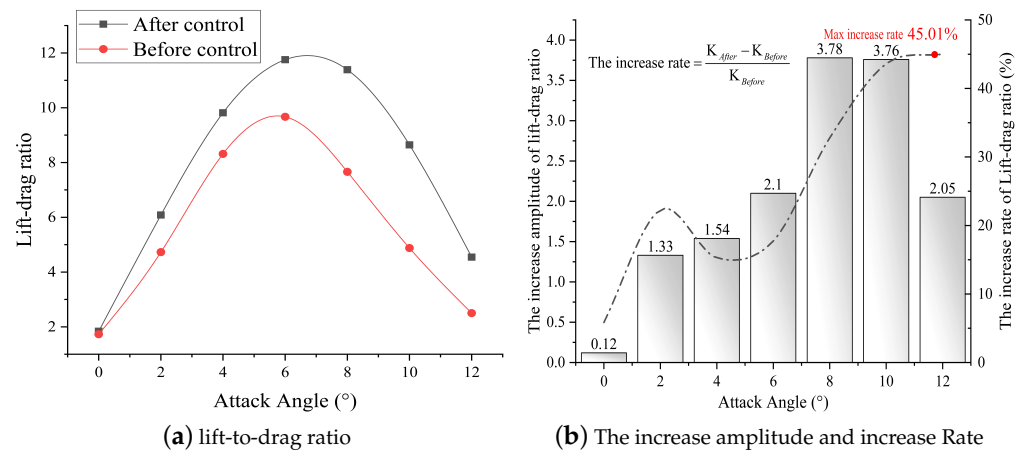 After control
Before control
12
10
8
6
4
2
0 2 4 6 8 10 12
Lift-drag ratio
Attack Angle (°)
(a) lift-to-drag ratio
The increase rate = (K After − K Before) / K Before
Max increase rate 45.01%
4.0
3.5
3.0
2.5
2.0
1.5
1.0
0.5
0.0
0.12
1.33
1.54
2.1
3.78
3.76
2.05
50
40
30
20
10
0
0 2 4 6 8 10 12
The increase amplitude of lift-drag ratio
The increase rate of Lift-drag ratio (%)
Attack Angle (°)
(b) The increase amplitude and increase Rate